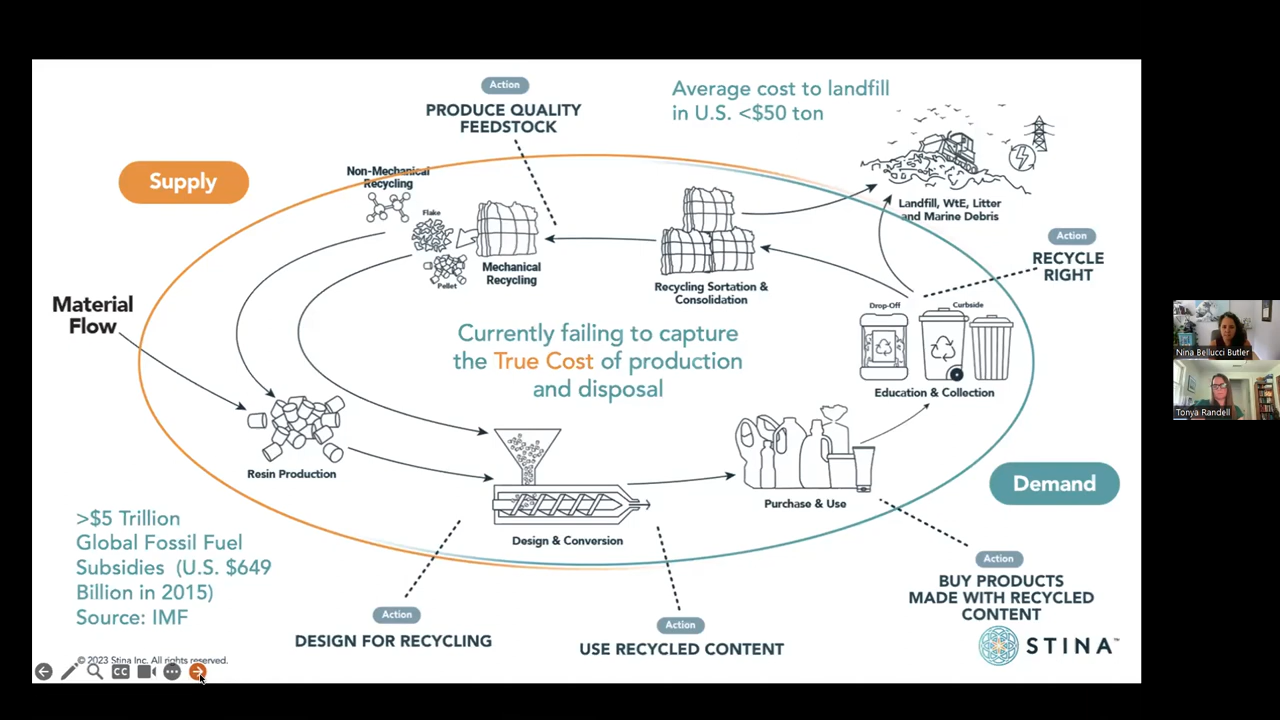 Action
PRODUCE QUALITY
FEEDSTOCK
Average cost to landfill
in U.S. <$50 ton
Supply
Non-Mechanical
Recycling
Flake
Pellet
Mechanical
Recycling
Recycling Sortation &
Consolidation
Landfill, WtE, Litter
and Marine Debris
Action
RECYCLE
RIGHT
Material
Flow
Drop-Off
Curbside
Education & Collection
Currently failing to capture
the True Cost of production
and disposal
Nina Bellucci Butler
Tonya Randell
Resin Production
Design & Conversion
Purchase & Use
Demand
>$5 Trillion
Global Fossil Fuel
Subsidies (U.S. $649
Billion in 2015)
Source: IMF
Action
DESIGN FOR RECYCLING
Action
USE RECYCLED CONTENT
Action
BUY PRODUCTS
MADE WITH RECYCLED
CONTENT
STINA™
© 2023 Stina Inc. All rights reserved.
CC